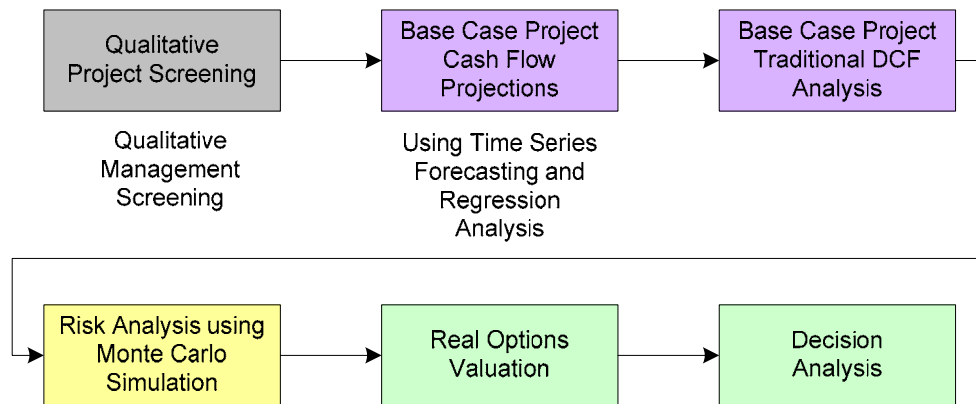 Qualitative
Project Screening
Base Case Project
Cash Flow
Projections
Base Case Project
Traditional DCF
Analysis
Qualitative
Management
Screening
Using Time Series
Forecasting and
Regression
Analysis
Risk Analysis using
Monte Carlo
Simulation
Real Options
Valuation
Decision
Analysis